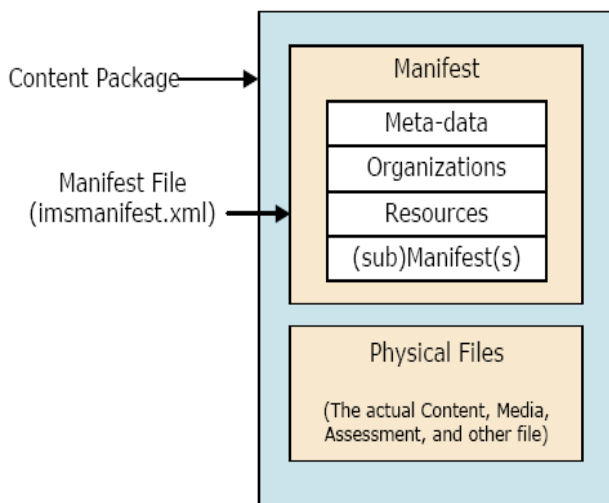 Content Package
Manifest File
(imsmanifest.xml)
Manifest
Meta-data
Organizations
Resources
(sub)Manifest(s)
Physical Files
(The actual Content, Media,
Assessment, and other file)